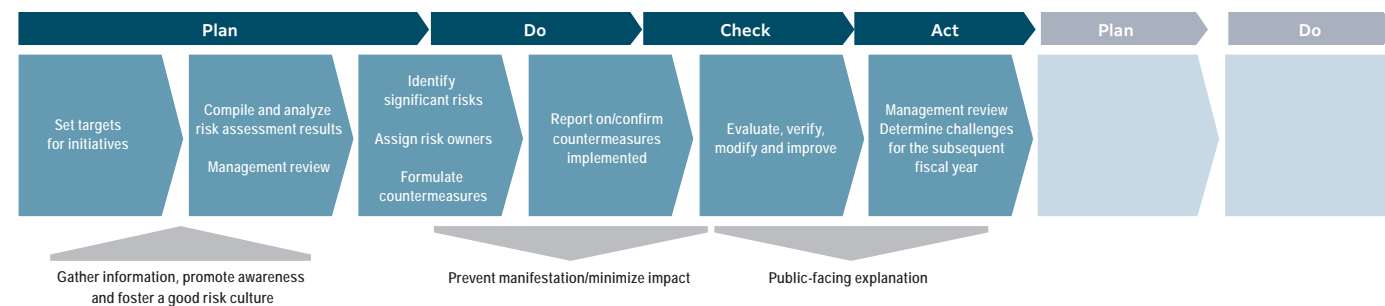 Plan
Do
Check
Act
Plan
Do
Set targets
for initiatives
Compile and analyze
risk assessment results
Management review
Identify
significant risks
Assign risk owners
Formulate
countermeasures
Report on/confirm
countermeasures
implemented
Evaluate, verify,
modify and improve
Management review
Determine challenges
for the subsequent
fiscal year
Gather information, promote awareness
and foster a good risk culture
Prevent manifestation/minimize impact
Public-facing explanation